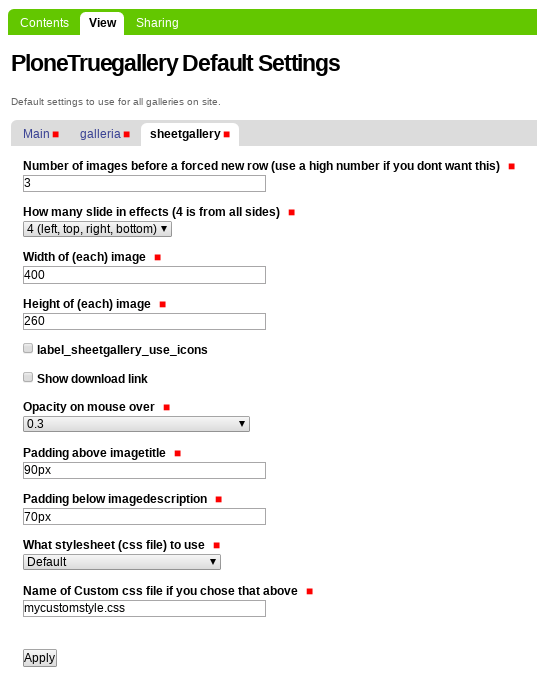 Contents View Sharing
PloneTruegallery Default Settings
Default settings to use for all galleries on site.
Main galleria sheetgallery
Number of images before a forced new row (use a high number if you dont want this)
3
How many slide in effects (4 is from all sides)
4 (left, top, right, bottom)
Width of (each) image
400
Height of (each) image
260
label_sheetgallery_use_icons
Show download link
Opacity on mouse over
0.3
Padding above imagetitle
90px
Padding below imagedescription
70px
What stylesheet (css file) to use
Default
Name of Custom css file if you chose that above
mycustomstyle.css
Apply